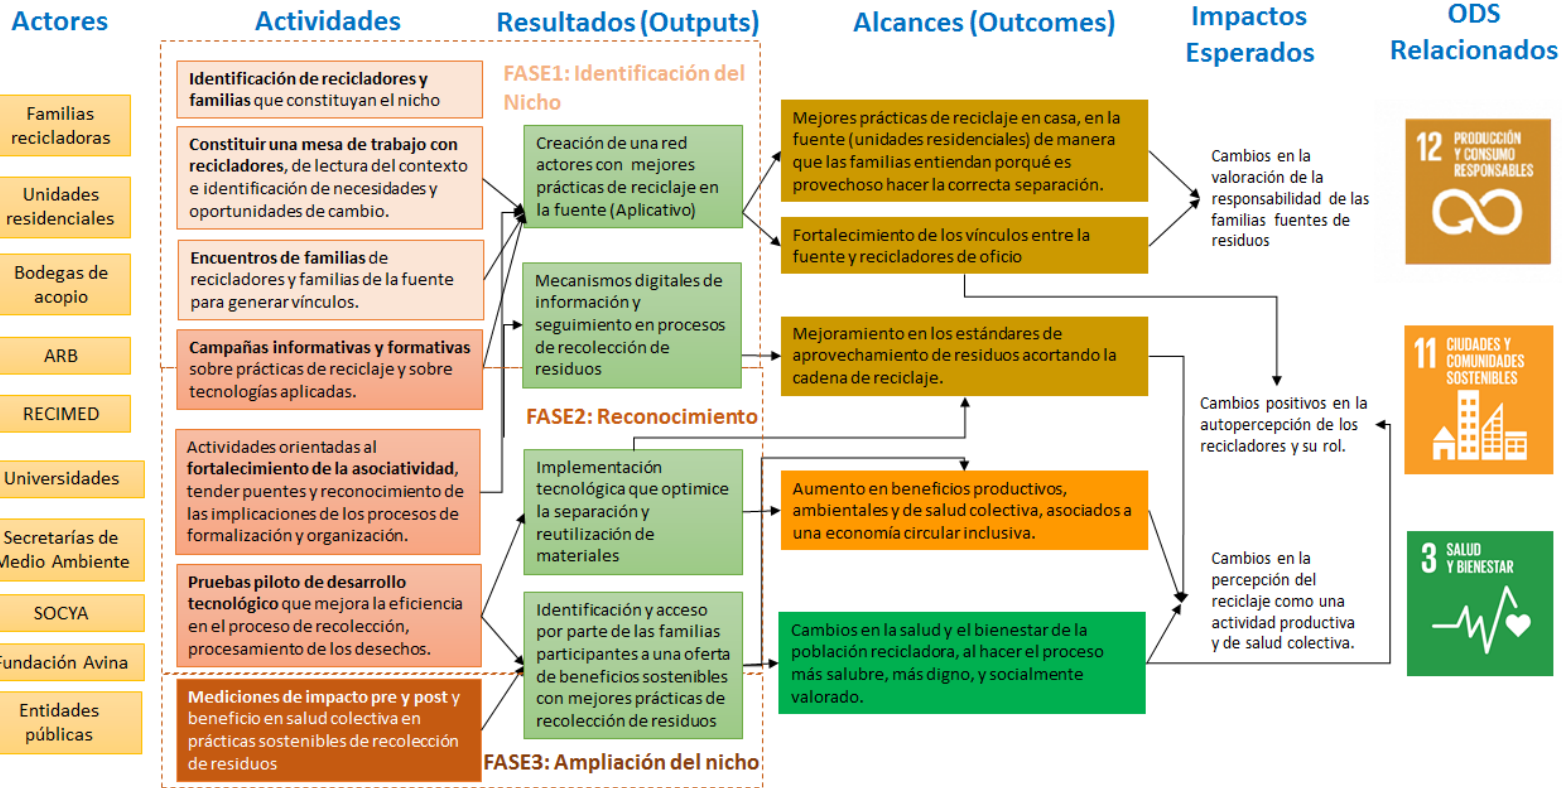 Actores
Familias
recicladoras
Unidades
residenciales
Bodegas de
acopio
ARB
RECIMED
Universidades
Secretarías de
Medio Ambiente
SOCYA
Fundación Avina
Entidades
públicas
Actividades
Identificación de recicladores y
familias que constituyan el nicho
Constituir una mesa de trabajo con
recicladores, de lectura del contexto
e identificación de necesidades y
oportunidades de cambio.
Encuentros de familias de
recicladores y familias de la fuente
para generar vínculos.
Campañas informativas y formativas
sobre prácticas de reciclaje y sobre
tecnologías aplicadas.
Actividades orientadas al
fortalecimiento de la asociatividad,
tender puentes y reconocimiento de
las implicaciones de los procesos de
formalización y organización.
Pruebas piloto de desarrollo
tecnológico que mejora la eficiencia
en el proceso de recolección,
procesamiento de los desechos.
Mediciones de impacto pre y post y
beneficio en salud colectiva en
prácticas sostenibles de recolección
de residuos
Resultados (Outputs)
FASE1: Identificación del
Nicho
Creación de una red
actores con mejores
prácticas de reciclaje en
la fuente (Aplicativo)
Mecanismos digitales de
información y
seguimiento en procesos
de recolección de
residuos
FASE2: Reconocimiento
Implementación
tecnológica que optimice
la separación y
reutilización de
materiales
Identificación y acceso
por parte de las familias
participantes a una oferta
de beneficios sostenibles
con mejores prácticas de
recolección de residuos
FASE3: Ampliación del nicho
Alcances (Outcomes)
Mejores prácticas de reciclaje en casa, en la
fuente (unidades residenciales) de manera
que las familias entiendan porqué es
provechoso hacer la correcta separación.
Fortalecimiento de los vínculos entre la
fuente y recicladores de oficio
Mejoramiento en los estándares de
aprovechamiento de residuos acortando la
cadena de reciclaje.
Aumento en beneficios productivos,
ambientales y de salud colectiva, asociados a
una economía circular inclusiva.
Cambios en la salud y el bienestar de la
población recicladora, al hacer el proceso
más salubre, más digno, y socialmente
valorado.
Impactos
Esperados
Cambios en la
valoración de la
responsabilidad de las
familias fuentes de
residuos
Cambios positivos en la
autopercepción de los
recicladores y su rol.
Cambios en la
percepción del
reciclaje como una
actividad productiva
y de salud colectiva.
ODS
Relacionados
12 PRODUCCIÓN
Y CONSUMO
RESPONSABLES
11 CIUDADES Y
COMUNIDADES
SOSTENIBLES
3 SALUD
Y BIENESTAR